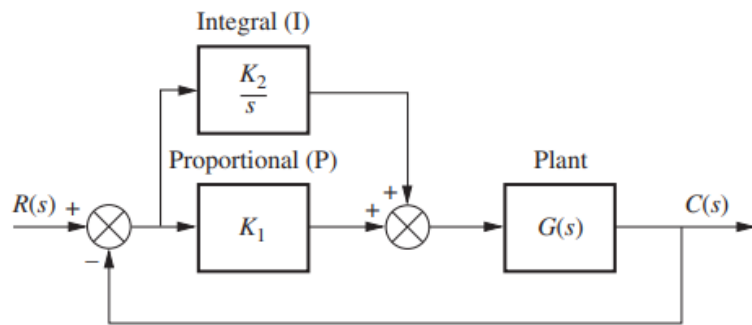 Integral (I)
K₂
s
Proportional (P)
Plant
R(s)
+
−
K₁
+
+
G(s)
C(s)